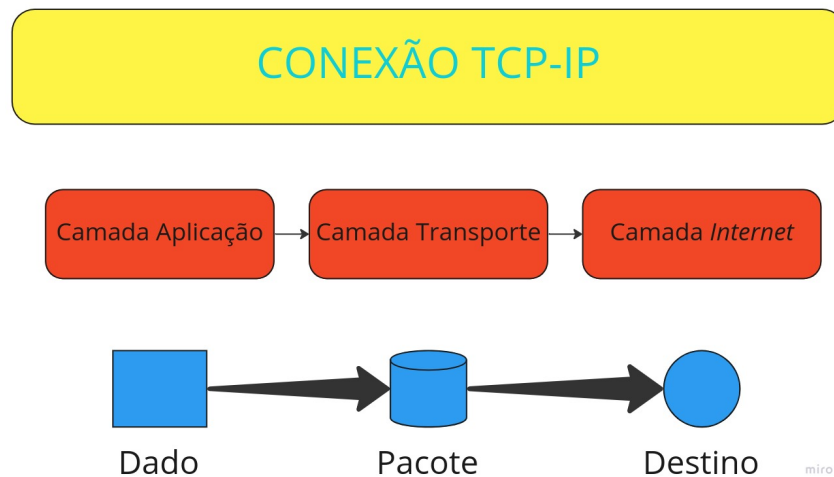 CONEXÃO TCP-IP
Camada Aplicação
Camada Transporte
Camada Internet
Dado
Pacote
Destino
miro